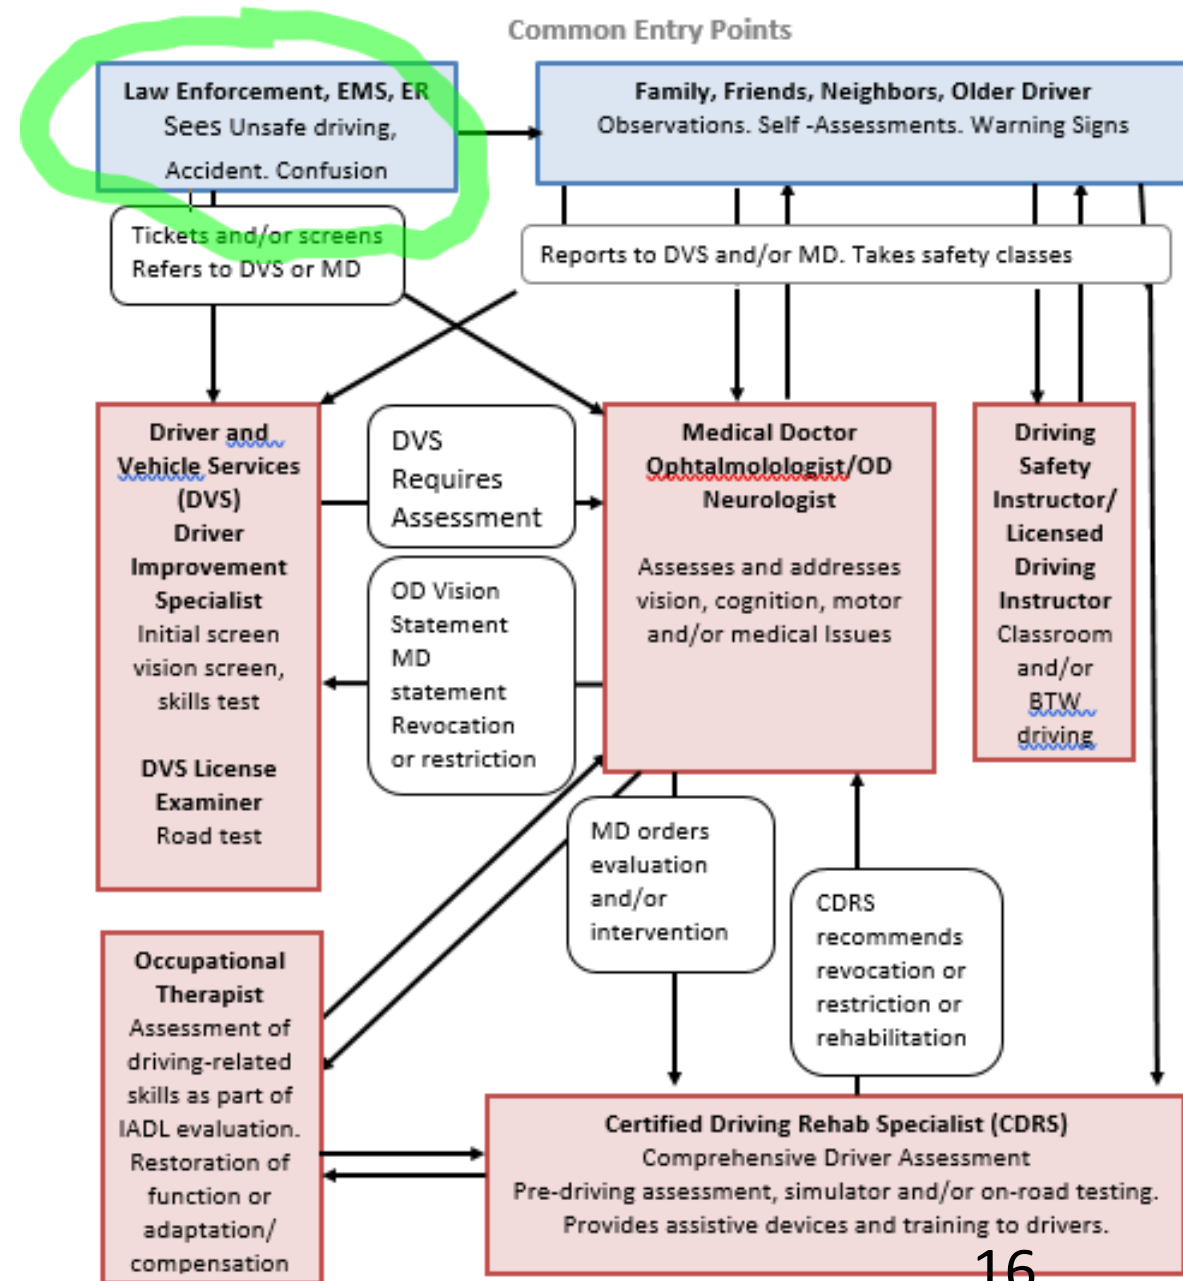 Common Entry Points
Law Enforcement, EMS, ER
Sees Unsafe driving,
Accident. Confusion
Family, Friends, Neighbors, Older Driver
Observations. Self -Assessments. Warning Signs
Tickets and/or screens
Refers to DVS or MD
Reports to DVS and/or MD. Takes safety classes
Driver and
Vehicle Services
(DVS)
Driver
Improvement
Specialist
Initial screen
vision screen,
skills test
DVS License
Examiner
Road test
DVS
Requires
Assessment
OD Vision
Statement
MD
statement
Revocation
or restriction
Medical Doctor
Ophtalmolologist/OD
Neurologist
Assesses and addresses
vision, cognition, motor
and/or medical Issues
Driving
Safety
Instructor/
Licensed
Driving
Instructor
Classroom
and/or
BTW
driving
MD orders
evaluation
and/or
intervention
CDRS
recommends
revocation or
restriction or
rehabilitation
Occupational
Therapist
Assessment of
driving-related
skills as part of
IADL evaluation.
Restoration of
function or
adaptation/
compensation
Certified Driving Rehab Specialist (CDRS)
Comprehensive Driver Assessment
Pre-driving assessment, simulator and/or on-road testing.
Provides assistive devices and training to drivers.
16